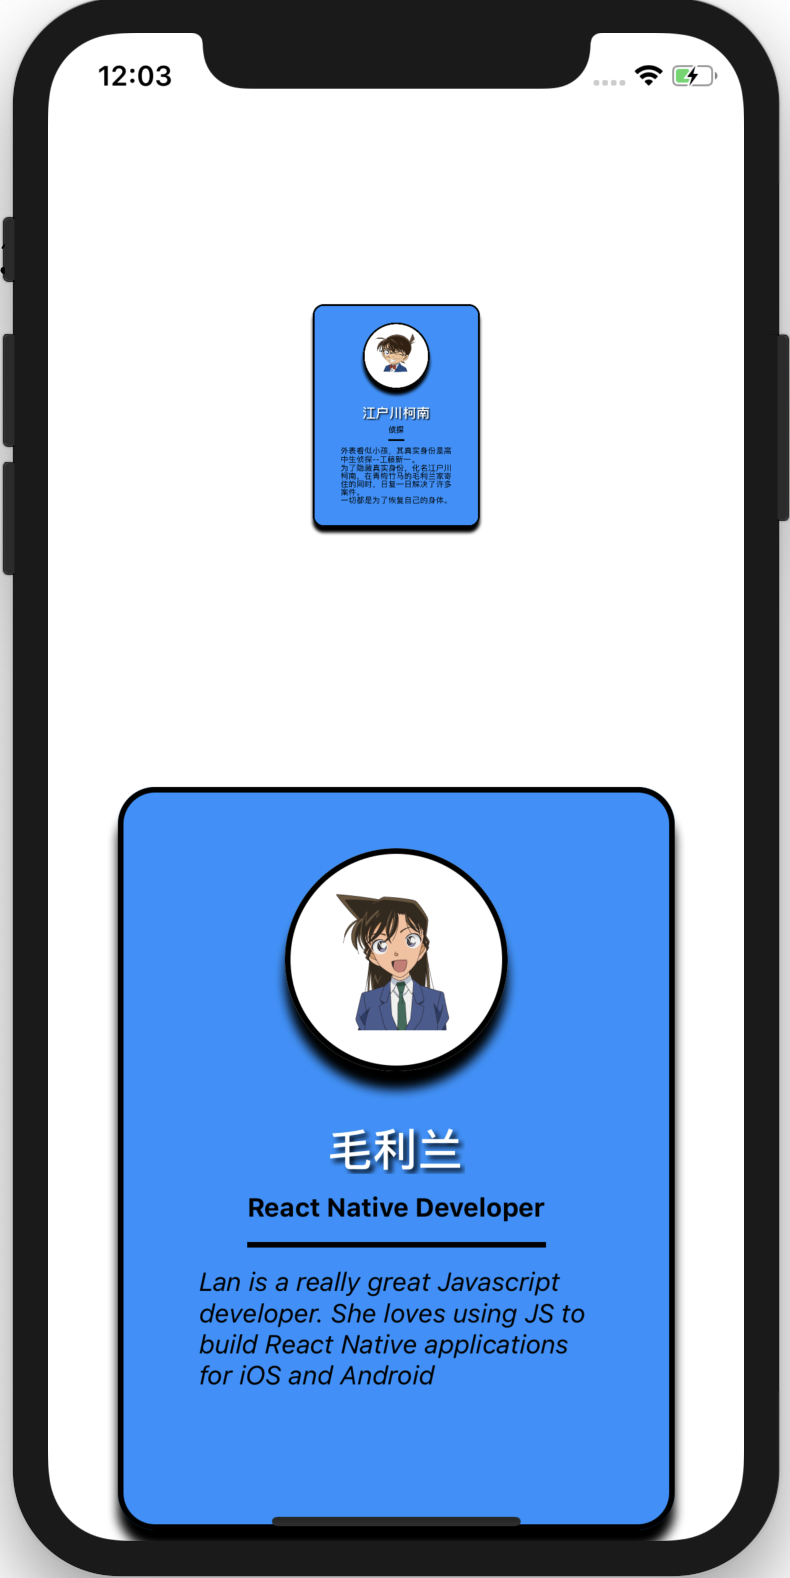 12:03
江户川柯南
侦探
外表看似小孩，其真实身份是高
中生侦探--工藤新一。
为了隐藏真实身份，化名江户川
柯南，在青梅竹马的毛利兰家寄
住的同时，日复一日解决了许多
案件。
一切都是为了恢复自己的身体。
毛利兰
React Native Developer
Lan is a really great Javascript
developer. She loves using JS to
build React Native applications
for iOS and Android